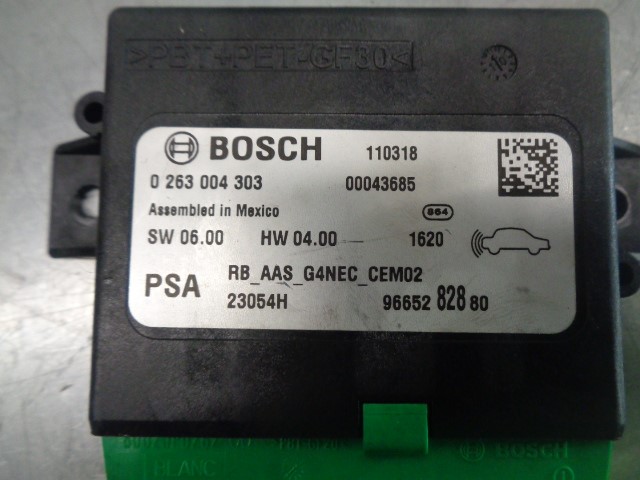 >PBT+PET-GF30<
BOSCH 110318
0 263 004 303 00043685
Assembled in Mexico 864
SW 06.00 HW 04.00 1620
PSA RB_AAS_G4NEC_CEM02
23054H 96652 828 80
BOSCH
BLANC